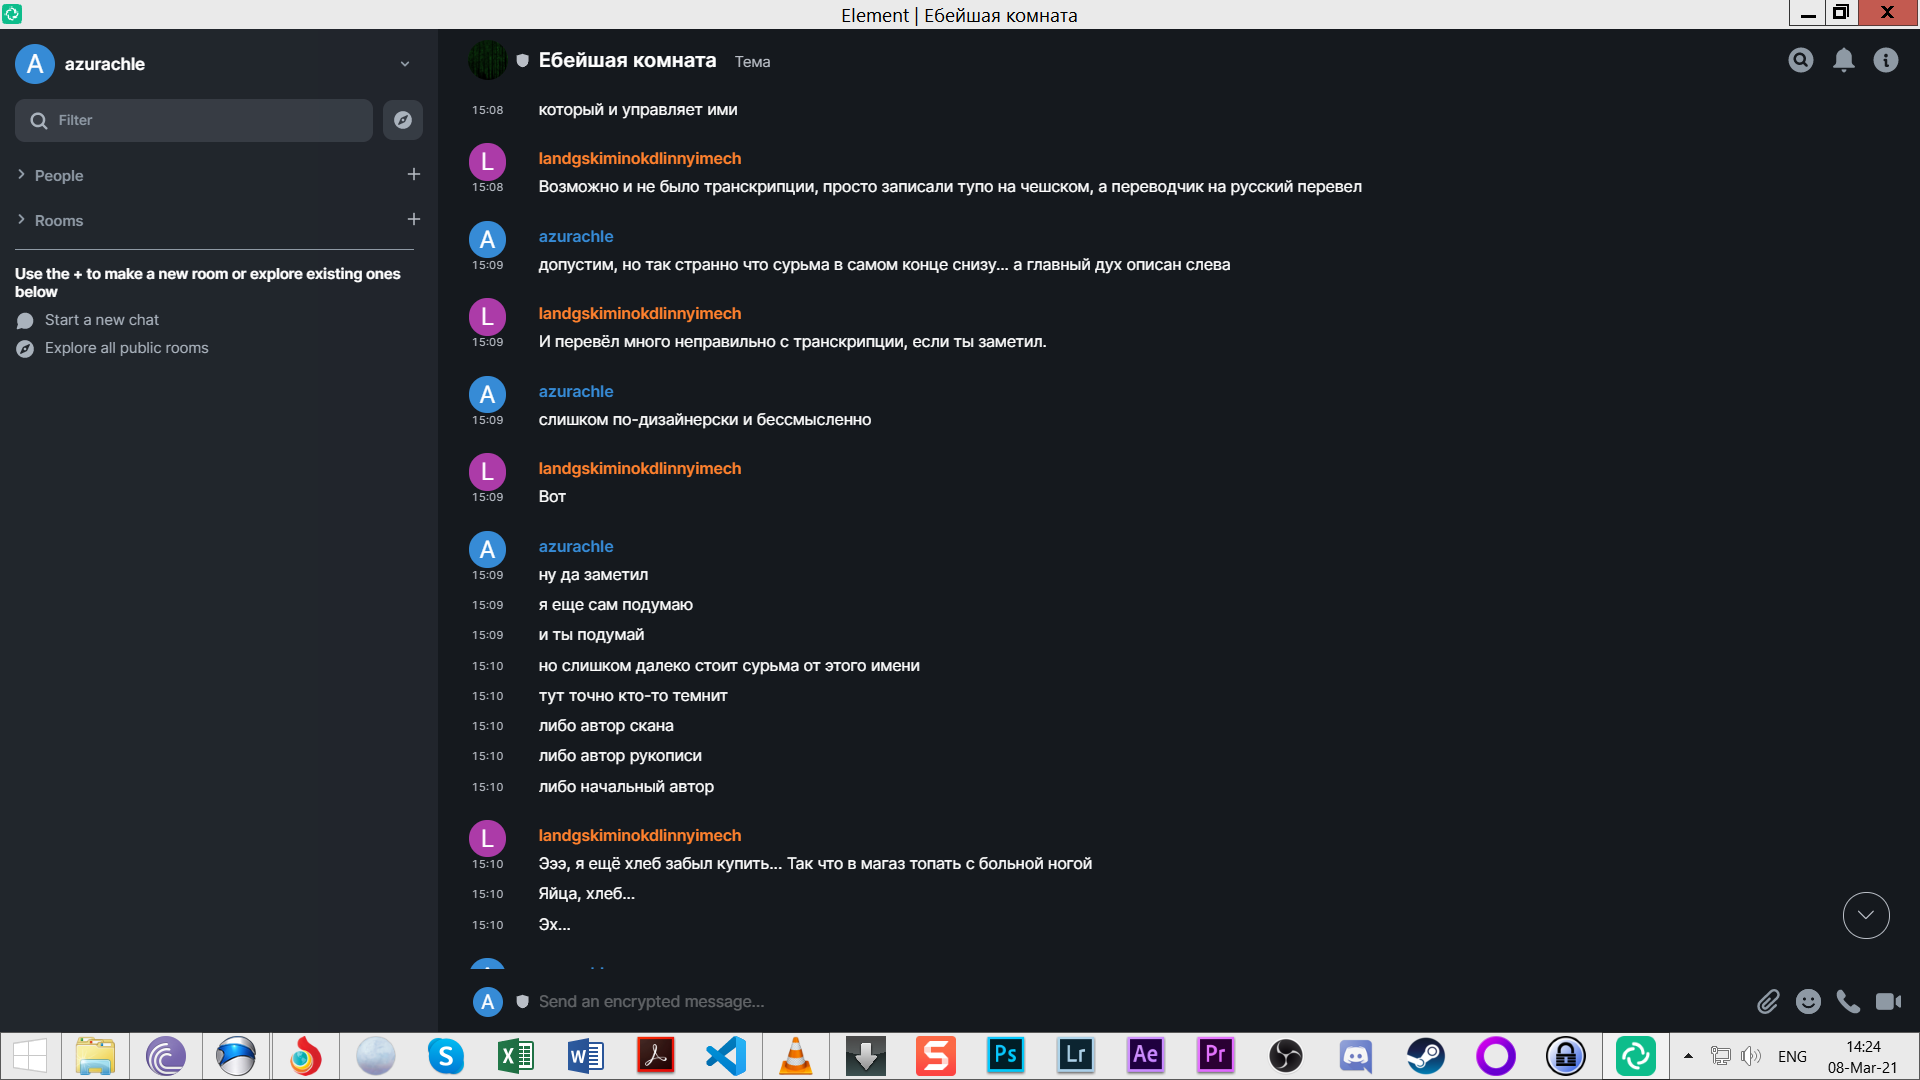 Element | Ебейшая комната
A
azurachle
Filter
People
Rooms
Use the + to make a new room or explore existing ones
below
Start a new chat
Explore all public rooms
Ебейшая комната Тема
15:08 который и управляет ими
L
landgskiminokdlinnyimech
15:08 Возможно и не было транскрипции, просто записали тупо на чешском, а переводчик на русский перевел
A
azurachle
15:09 допустим, но так странно что сурьма в самом конце снизу... а главный дух описан слева
L
landgskiminokdlinnyimech
15:09 И перевёл много неправильно с транскрипции, если ты заметил.
A
azurachle
15:09 слишком по-дизайнерски и бессмысленно
L
landgskiminokdlinnyimech
15:09 Вот
A
azurachle
15:09 ну да заметил
15:09 я еще сам подумаю
15:09 и ты подумай
15:10 но слишком далеко стоит сурьма от этого имени
15:10 тут точно кто-то темнит
15:10 либо автор скана
15:10 либо автор рукописи
15:10 либо начальный автор
L
landgskiminokdlinnyimech
15:10 Эээ, я ещё хлеб забыл купить... Так что в магаз топать с больной ногой
15:10 Яйца, хлеб...
15:10 Эх...
A
Send an encrypted message...
S
X
W
S
Ps
Lr
Ae
Pr
ENG
14:24
08-Mar-21